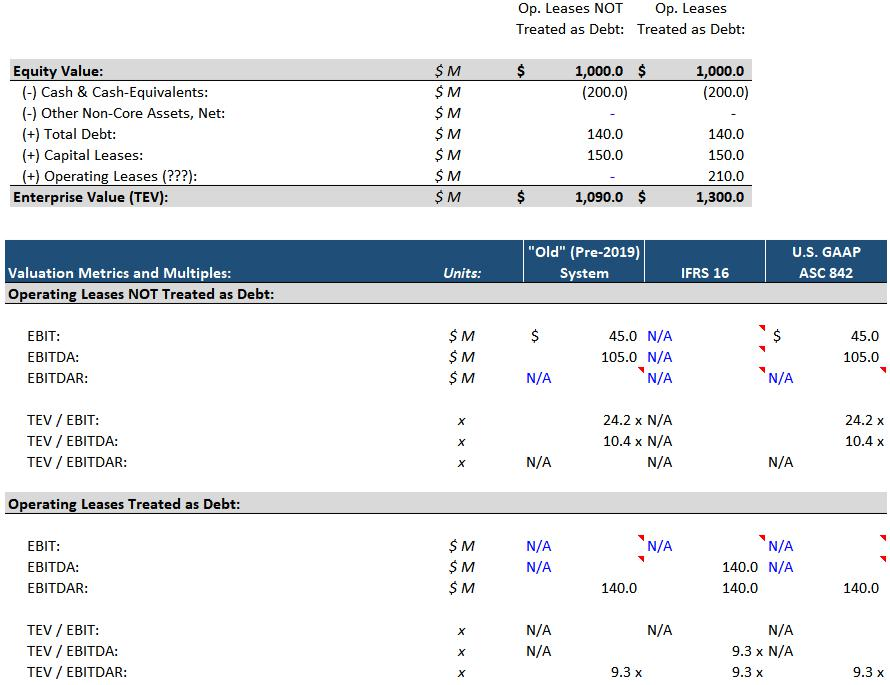 Op. Leases NOT Op. Leases
Treated as Debt: Treated as Debt:
Equity Value: $ M $ 1,000.0 $ 1,000.0
(-) Cash & Cash-Equivalents: $ M (200.0) (200.0)
(-) Other Non-Core Assets, Net: $ M - -
(+) Total Debt: $ M 140.0 140.0
(+) Capital Leases: $ M 150.0 150.0
(+) Operating Leases (???): $ M - 210.0
Enterprise Value (TEV): $ M $ 1,090.0 $ 1,300.0
"Old" (Pre-2019) U.S. GAAP
Valuation Metrics and Multiples: Units: System IFRS 16 ASC 842
Operating Leases NOT Treated as Debt:
EBIT: $ M $ 45.0 N/A $ 45.0
EBITDA: $ M 105.0 N/A 105.0
EBITDAR: $ M N/A N/A N/A
TEV / EBIT: x 24.2 x N/A 24.2 x
TEV / EBITDA: x 10.4 x N/A 10.4 x
TEV / EBITDAR: x N/A N/A N/A
Operating Leases Treated as Debt:
EBIT: $ M N/A N/A N/A
EBITDA: $ M N/A 140.0 N/A
EBITDAR: $ M 140.0 140.0 140.0
TEV / EBIT: x N/A N/A N/A
TEV / EBITDA: x N/A 9.3 x N/A
TEV / EBITDAR: x 9.3 x 9.3 x 9.3 x